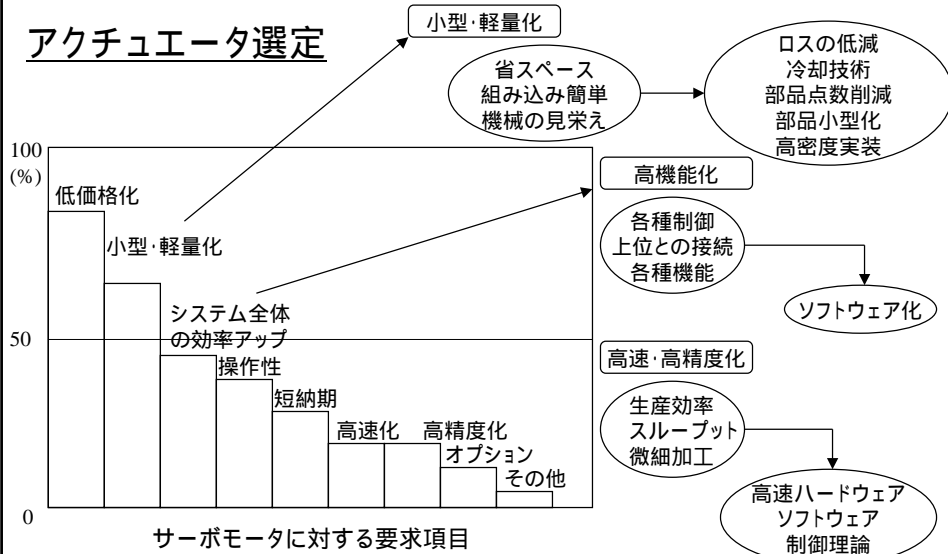 アクチュエータ選定
小型･軽量化
省スペース
組み込み簡単
機械の見栄え
ロスの低減
冷却技術
部品点数削減
部品小型化
高密度実装
100
(%)
低価格化
小型･軽量化
システム全体
の効率アップ
50
操作性
短納期
高速化
高精度化
オプション
その他
0
サーボモータに対する要求項目
高機能化
各種制御
上位との接続
各種機能
ソフトウェア化
高速･高精度化
生産効率
スループット
微細加工
高速ハードウェア
ソフトウェア
制御理論